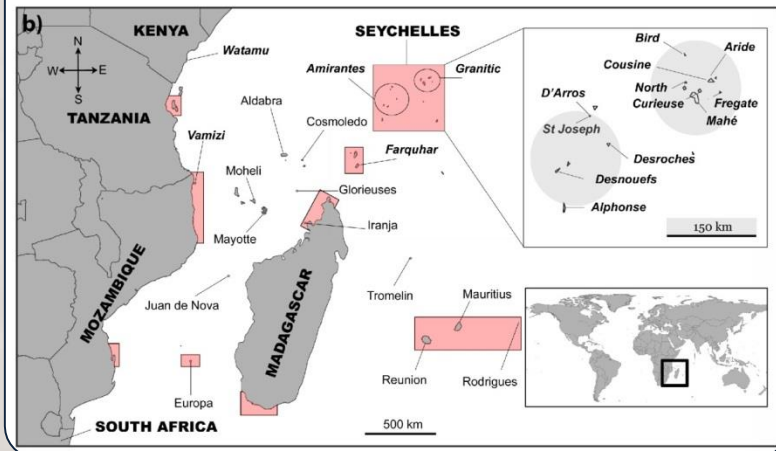 b)
KENYA
SEYCHELLES
N
W E
S
Watamu
Amirantes
Granitic
TANZANIA
Aldabra
Cosmoledo
Vamizi
Farquhar
Moheli
Glorieuses
Mayotte
Iranja
MOZAMBIQUE
Juan de Nova
MADAGASCAR
Tromelin
Mauritius
Reunion
Rodrigues
Europa
SOUTH AFRICA
500 km
Bird
Aride
Cousine
North
Curieuse
Fregate
Mahé
D'Arros
St Joseph
Desroches
Desnouefs
Alphonse
150 km